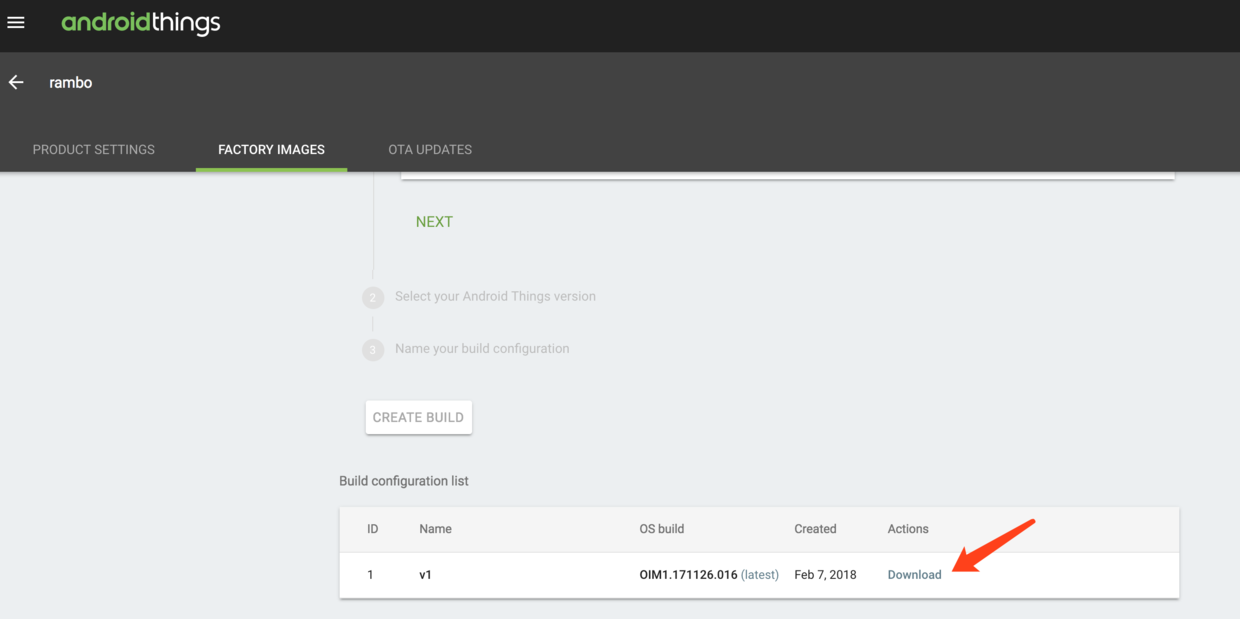 androidthings
rambo
PRODUCT SETTINGS FACTORY IMAGES OTA UPDATES
NEXT
2 Select your Android Things version
3 Name your build configuration
CREATE BUILD
Build configuration list
ID Name OS build Created Actions
1 v1 OIM1.171126.016 (latest) Feb 7, 2018 Download